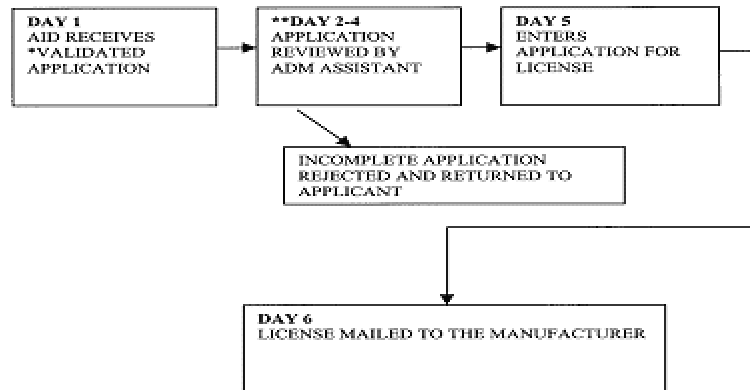 DAY 1
AID RECEIVES
*VALIDATED
APPLICATION
**DAY 2-4
APPLICATION
REVIEWED BY
ADM ASSISTANT
DAY 5
ENTERS
APPLICATION FOR
LICENSE
INCOMPLETE APPLICATION
REJECTED AND RETURNED TO
APPLICANT
DAY 6
LICENSE MAILED TO THE MANUFACTURER